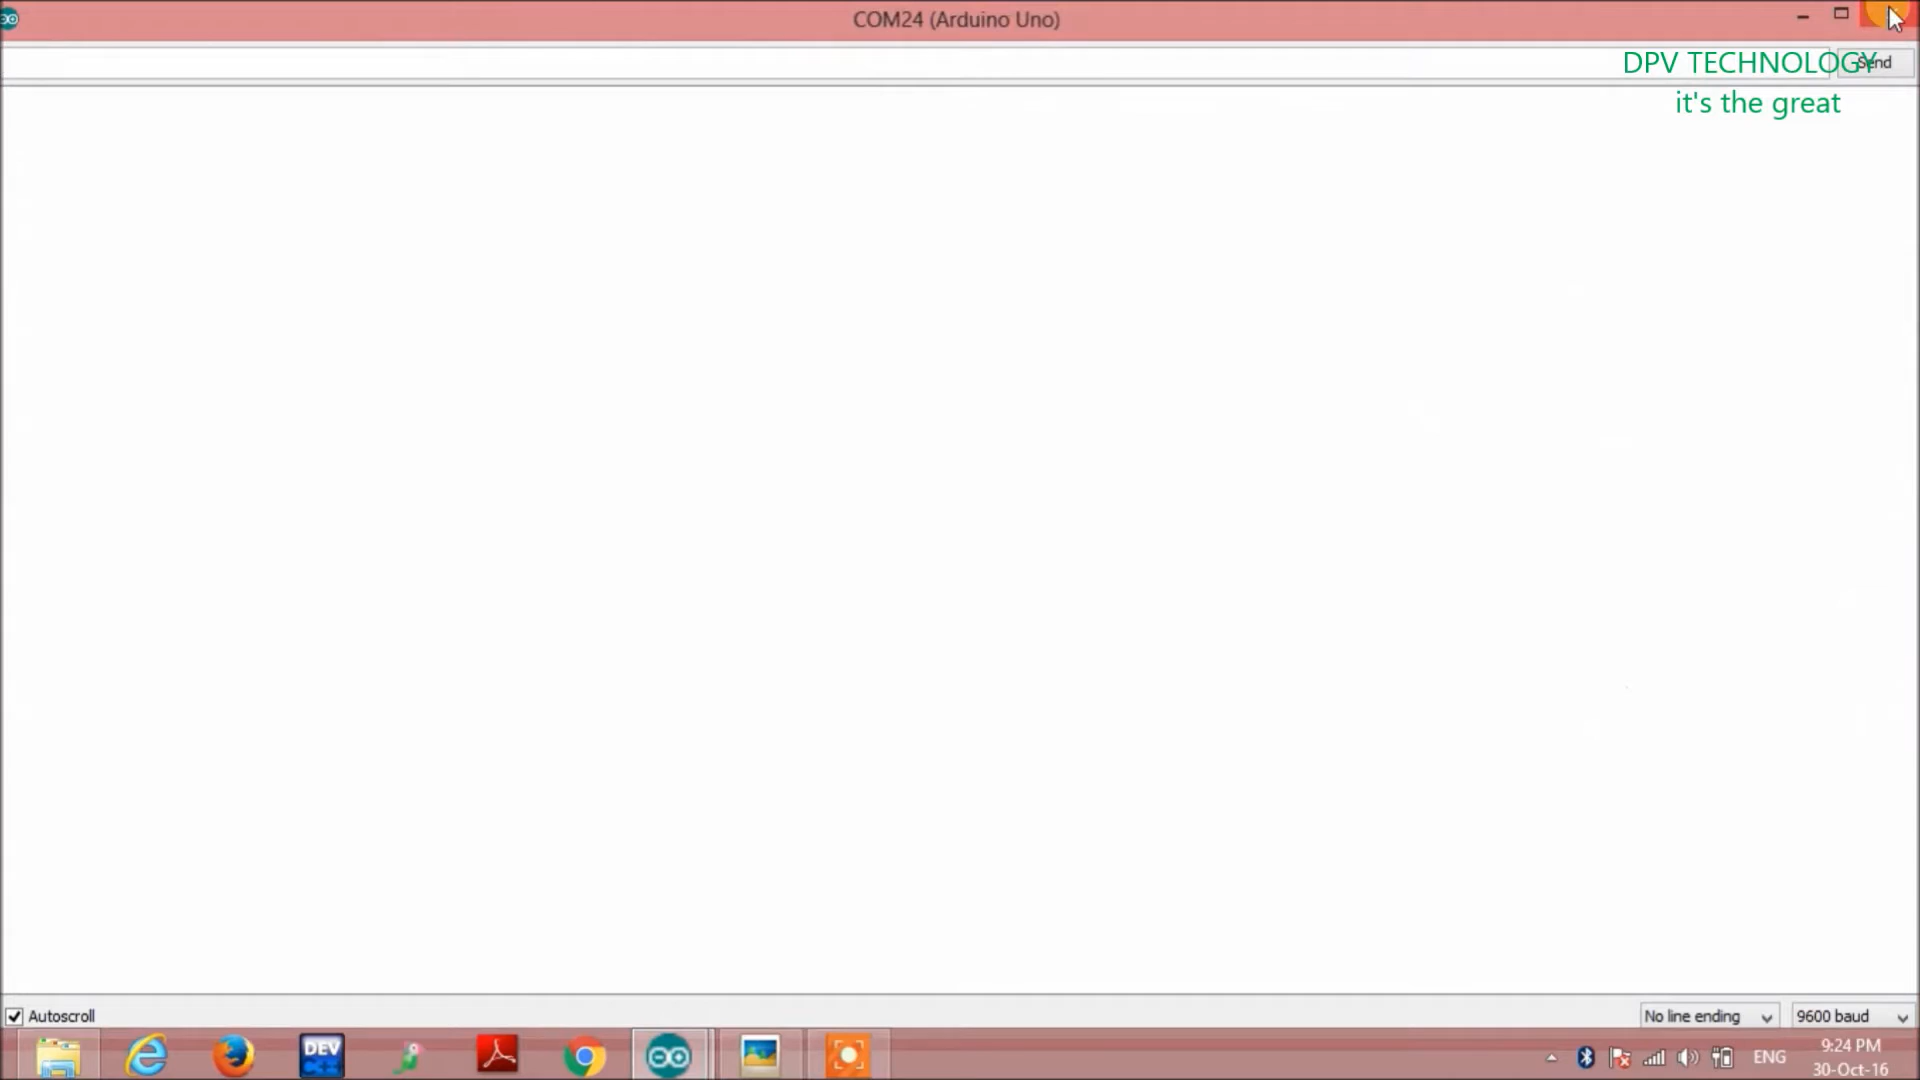 COM24 (Arduino Uno)
DPV TECHNOLOGY
Send
it's the great
Autoscroll
No line ending
9600 baud
DEV
C++
ENG
9:24 PM
30-Oct-16